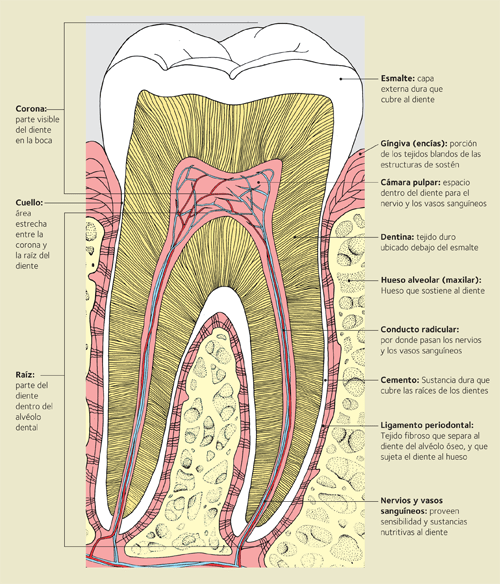 Corona:
parte visible
del diente
en la boca
Cuello:
área
estrecha
entre la
corona y
la raíz del
diente
Raíz:
parte del
diente
dentro del
alvéolo
dental
Esmalte: capa
externa dura que
cubre al diente
Gingiva (encías): porción
de los tejidos blandos de las
estructuras de sostén
Cámara pulpar: espacio
dentro del diente para el
nervio y los vasos sanguíneos
Dentina: tejido duro
ubicado debajo del esmalte
Hueso alveolar (maxilar):
Hueso que sostiene al diente
Conducto radicular:
por donde pasan los nervios
y los vasos sanguíneos
Cemento: Sustancia dura que
cubre las raíces de los dientes
Ligamento periodontal:
Tejido fibroso que separa al
diente del alvéolo óseo, y que
sujeta el diente al hueso
Nervios y vasos
sanguíneos: proveen
sensibilidad y sustancias
nutritivas al diente